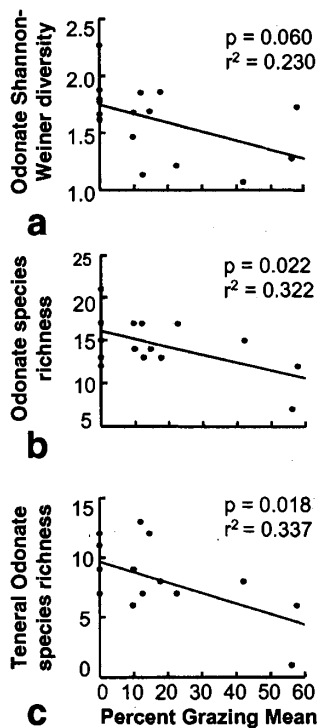 Odonate Shannon-
Weiner diversity
2.5
2.0
1.5
1.0
p = 0.060
r² = 0.230
a
Odonate species
richness
25
20
15
10
5
p = 0.022
r² = 0.322
b
Teneral Odonate
species richness
15
10
5
0
p = 0.018
r² = 0.337
0 10 20 30 40 50 60
c Percent Grazing Mean